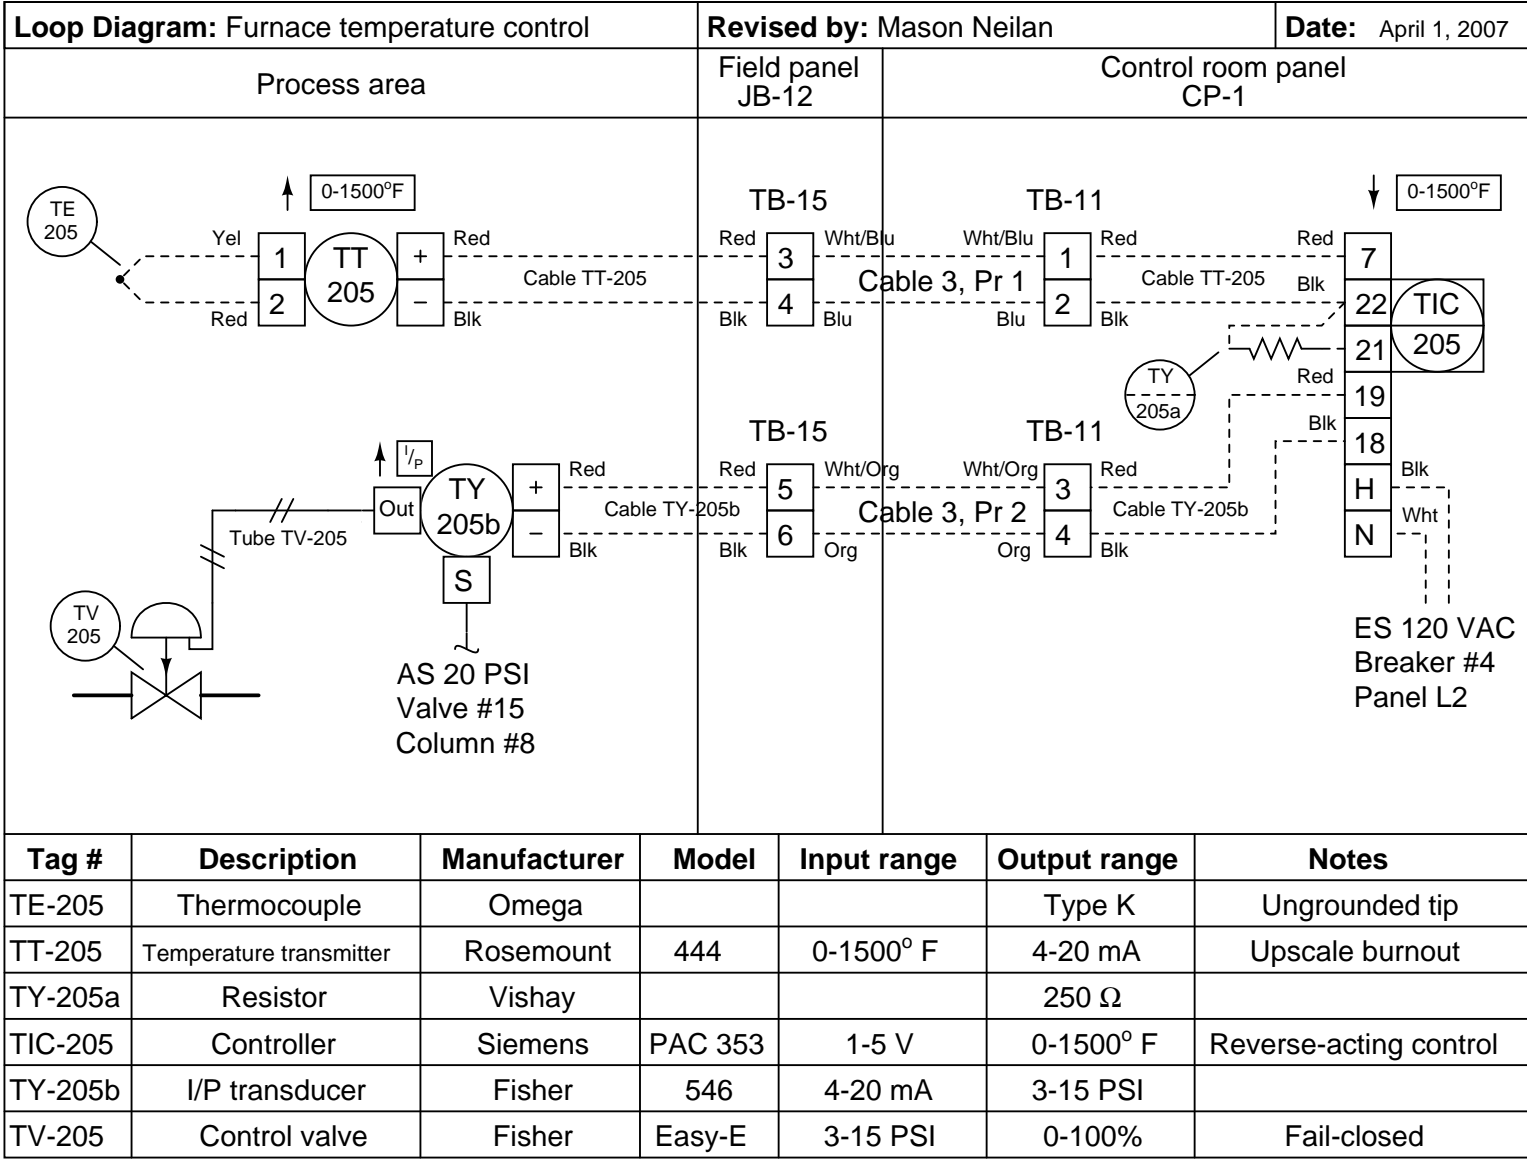 Loop Diagram: Furnace temperature control
Revised by: Mason Neilan
Date: April 1, 2007
Process area
Field panel
JB-12
Control room panel
CP-1
TE
205
0-1500°F
TB-15
TB-11
0-1500°F
Yel
1
TT
205
+
Red
Red
3
Wht/Blu
Wht/Blu
1
Red
Red
7
Cable TT-205
Cable 3, Pr 1
Cable TT-205
Red
2
–
Blk
Blk
4
Blu
Blu
2
Blk
Blk
22
TIC
205
21
TY
205a
Red
19
Blk
18
TB-15
TB-11
I/P
Out
TY
205b
+
Red
Red
5
Wht/Org
Wht/Org
3
Red
Blk
H
Tube TV-205
Cable TY-205b
Cable 3, Pr 2
Cable TY-205b
–
Blk
Blk
6
Org
Org
4
Blk
Wht
N
S
TV
205
AS 20 PSI
Valve #15
Column #8
ES 120 VAC
Breaker #4
Panel L2
Tag # Description Manufacturer Model Input range Output range Notes
TE-205 Thermocouple Omega Type K Ungrounded tip
TT-205 Temperature transmitter Rosemount 444 0-1500° F 4-20 mA Upscale burnout
TY-205a Resistor Vishay 250 Ω
TIC-205 Controller Siemens PAC 353 1-5 V 0-1500° F Reverse-acting control
TY-205b I/P transducer Fisher 546 4-20 mA 3-15 PSI
TV-205 Control valve Fisher Easy-E 3-15 PSI 0-100% Fail-closed